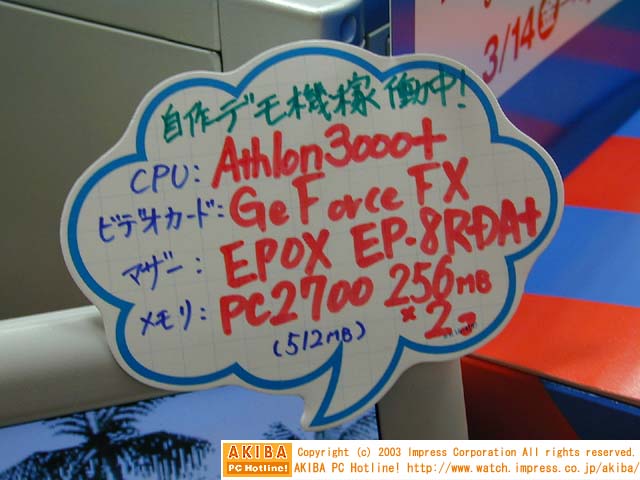 3/14
自作デモ機稼働中!
CPU: Athlon3000+
ビデオカード: GeForce FX
マザー: EPOX EP-8RDA+
メモリ: PC2700 256MB
×2コ
(512MB)
AKIBA
PC Hotline!
Copyright (c) 2003 Impress Corporation All rights reserved.
AKIBA PC Hotline! http://www.watch.impress.co.jp/akiba/